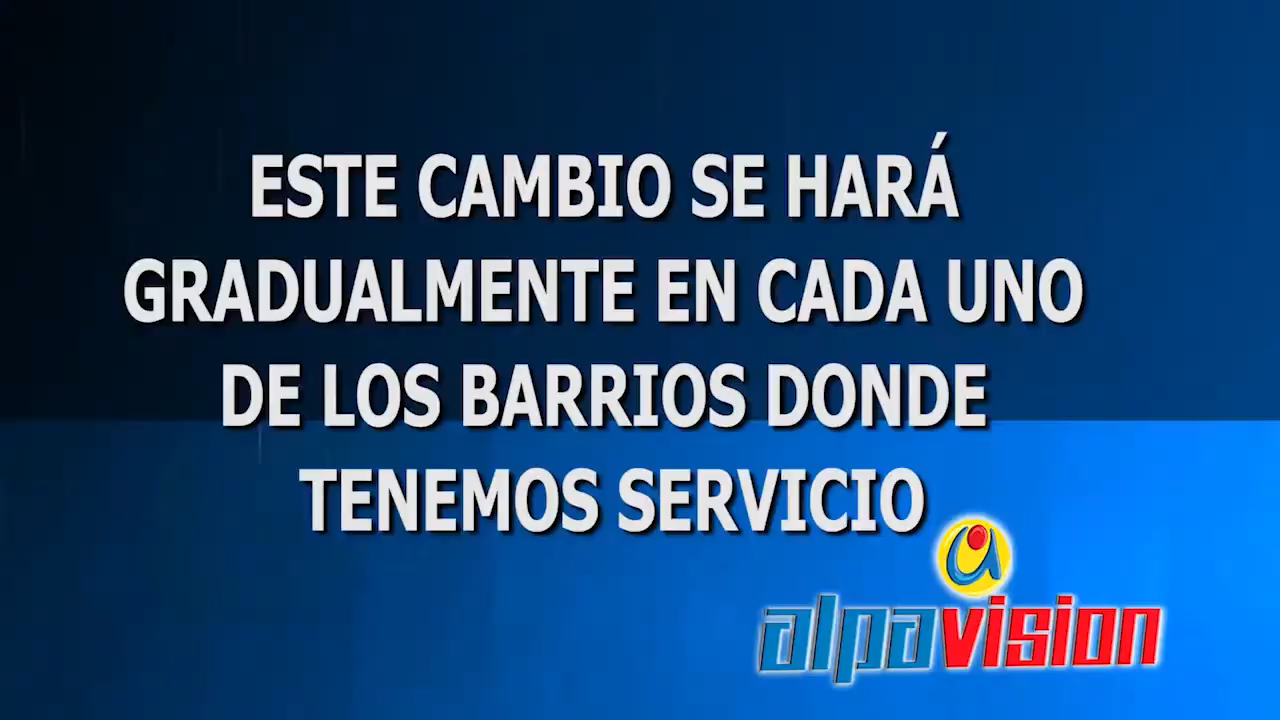 ESTE CAMBIO SE HARÁ
GRADUALMENTE EN CADA UNO
DE LOS BARRIOS DONDE
TENEMOS SERVICIO
alpavision